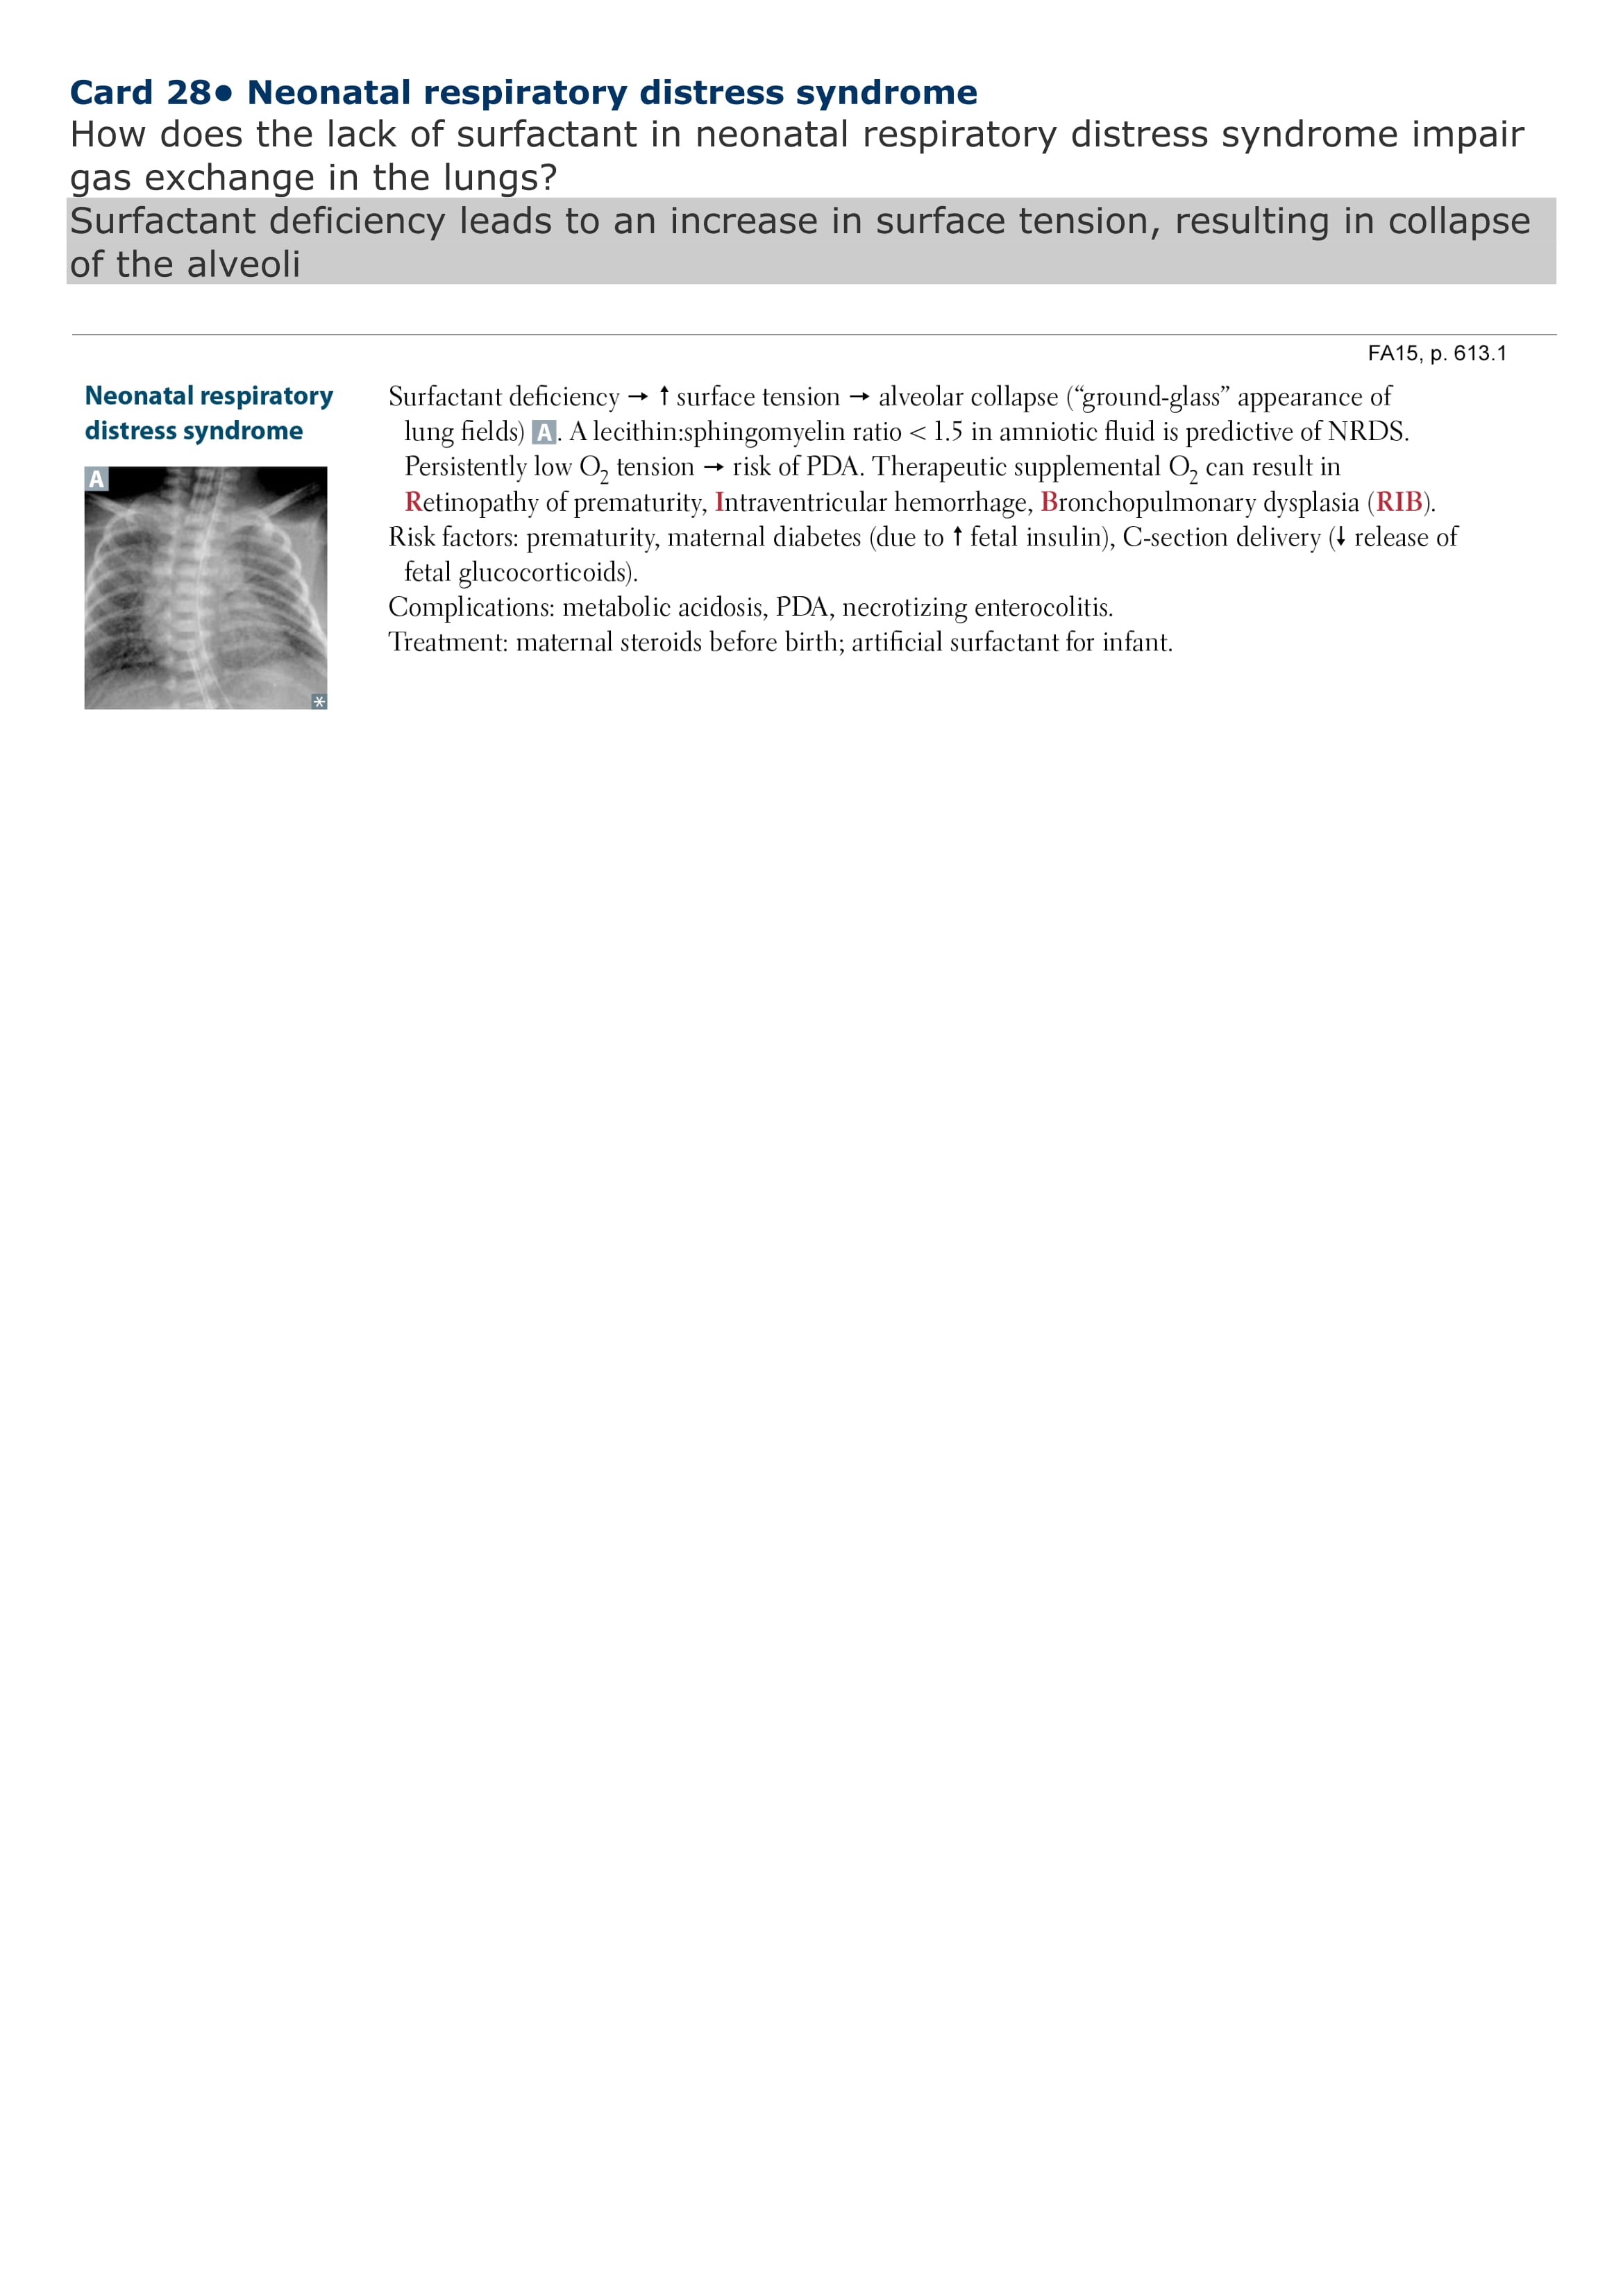 Card 28● Neonatal respiratory distress syndrome
How does the lack of surfactant in neonatal respiratory distress syndrome impair
gas exchange in the lungs?
Surfactant deficiency leads to an increase in surface tension, resulting in collapse
of the alveoli
FA15, p. 613.1
Neonatal respiratory
distress syndrome
A
*
Surfactant deficiency → ↑ surface tension → alveolar collapse (“ground-glass” appearance of
lung fields) A. A lecithin:sphingomyelin ratio < 1.5 in amniotic fluid is predictive of NRDS.
Persistently low O₂ tension → risk of PDA. Therapeutic supplemental O₂ can result in
Retinopathy of prematurity, Intraventricular hemorrhage, Bronchopulmonary dysplasia (RIB).
Risk factors: prematurity, maternal diabetes (due to ↑ fetal insulin), C-section delivery (↓ release of
fetal glucocorticoids).
Complications: metabolic acidosis, PDA, necrotizing enterocolitis.
Treatment: maternal steroids before birth; artificial surfactant for infant.